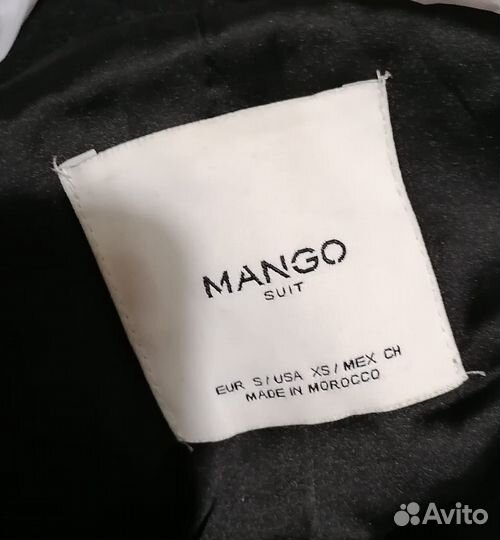 MANGO
SUIT
EUR S / USA XS / MEX CH
MADE IN MOROCCO
Avito